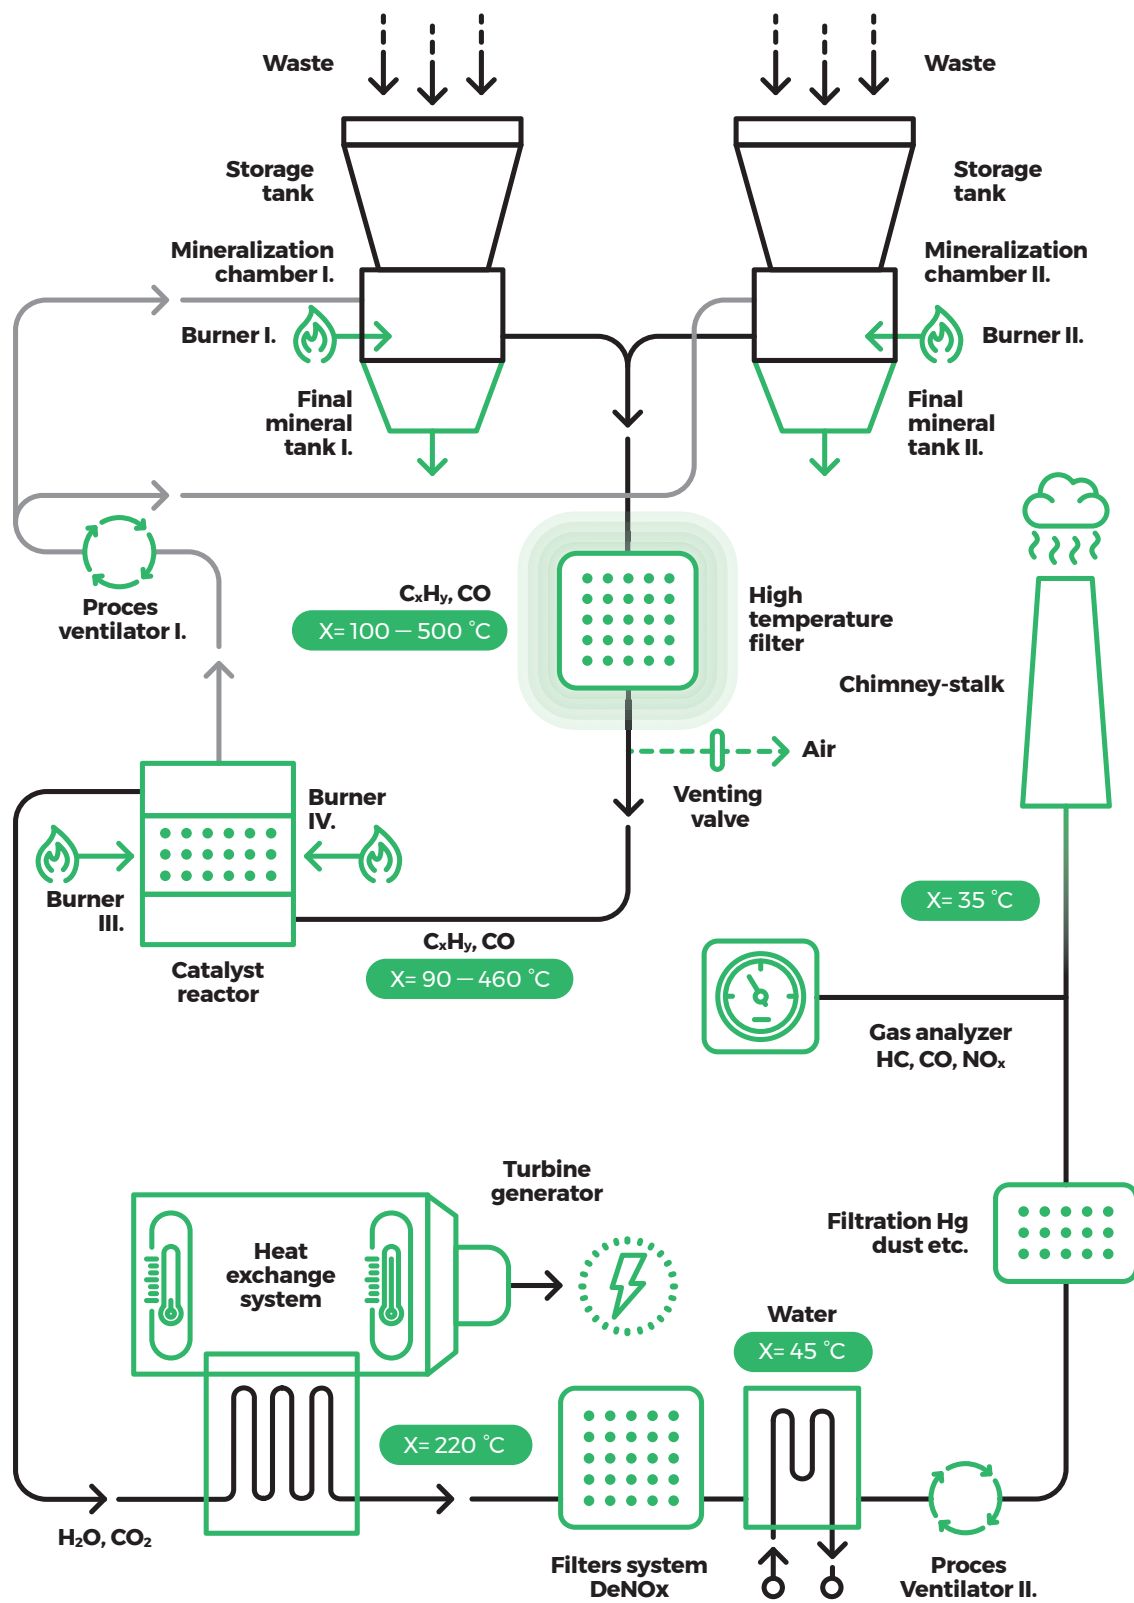 Waste
Waste
Storage
tank
Storage
tank
Mineralization
chamber I.
Mineralization
chamber II.
Burner I.
Burner II.
Final
mineral
tank I.
Final
mineral
tank II.
Proces
ventilator I.
CₓHᵧ, CO
X= 100 — 500 °C
High
temperature
filter
Chimney-stalk
Air
Venting
valve
Burner
IV.
Burner
III.
Catalyst
reactor
CₓHᵧ, CO
X= 90 — 460 °C
X= 35 °C
Gas analyzer
HC, CO, NOₓ
Turbine
generator
Heat
exchange
system
Filtration Hg
dust etc.
Water
X= 45 °C
X= 220 °C
H₂O, CO₂
Filters system
DeNOx
Proces
Ventilator II.